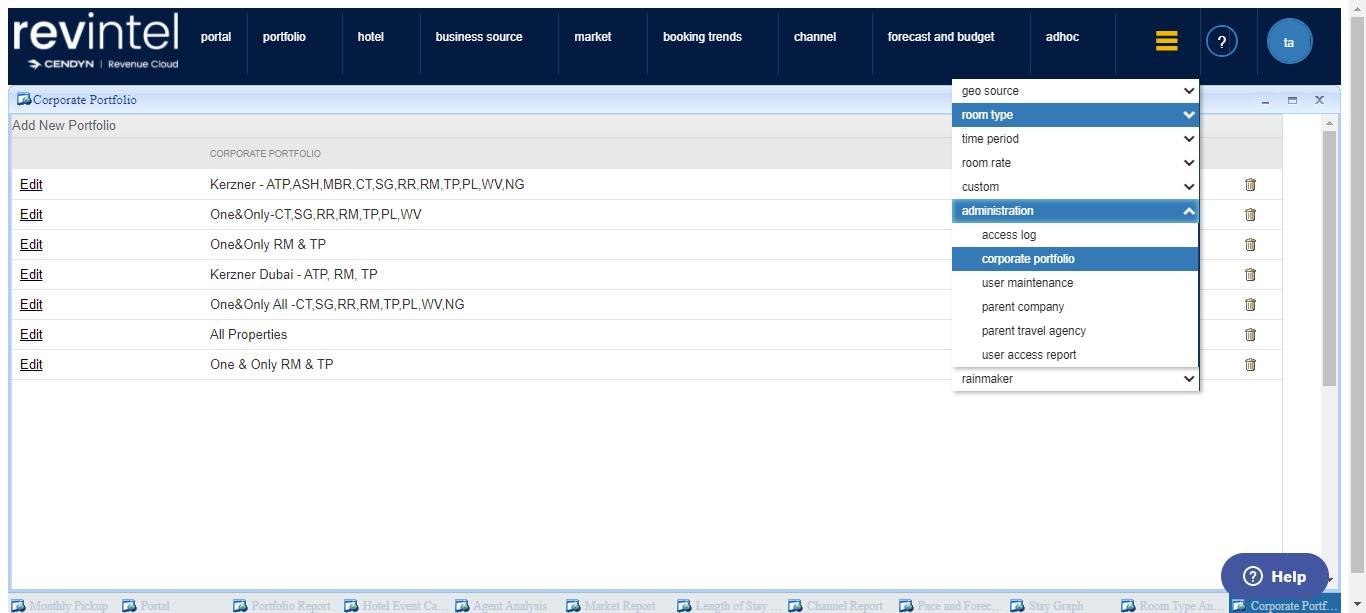 revintel
CENDYN | Revenue Cloud
portal portfolio hotel business source market booking trends channel forecast and budget adhoc ? ta
Corporate Portfolio
Add New Portfolio
CORPORATE PORTFOLIO
Edit Kerzner - ATP,ASH,MBR,CT,SG,RR,RM,TP,PL,WV,NG
Edit One&Only-CT,SG,RR,RM,TP,PL,WV
Edit One&Only RM & TP
Edit Kerzner Dubai - ATP, RM, TP
Edit One&Only All -CT,SG,RR,RM,TP,PL,WV,NG
Edit All Properties
Edit One & Only RM & TP
geo source
room type
time period
room rate
custom
administration
access log
corporate portfolio
user maintenance
parent company
parent travel agency
user access report
rainmaker
? Help
Monthly Pickup Portal Portfolio Report Hotel Event Ca... Agent Analysis Market Report Length of Stay ... Channel Report Pace and Forec... Stay Graph Room Type An... Corporate Portf...